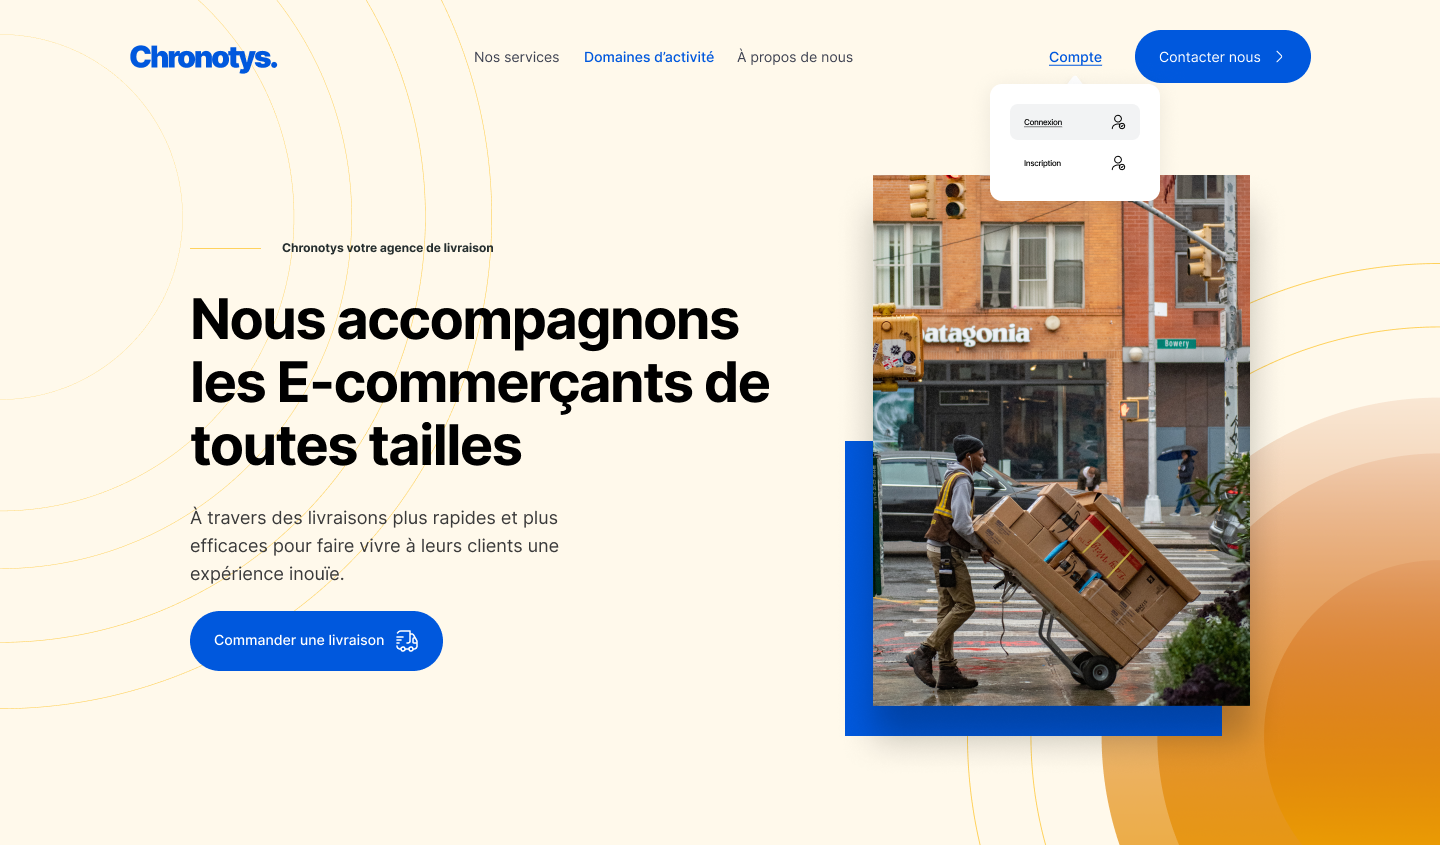 Chronotys.
Nos services
Domaines d’activité
À propos de nous
Compte
Contacter nous
Connexion
Inscription
Chronotys votre agence de livraison
Nous accompagnons
les E-commerçants de
toutes tailles
À travers des livraisons plus rapides et plus
efficaces pour faire vivre à leurs clients une
expérience inouïe.
Commander une livraison
patagonia
Bowery